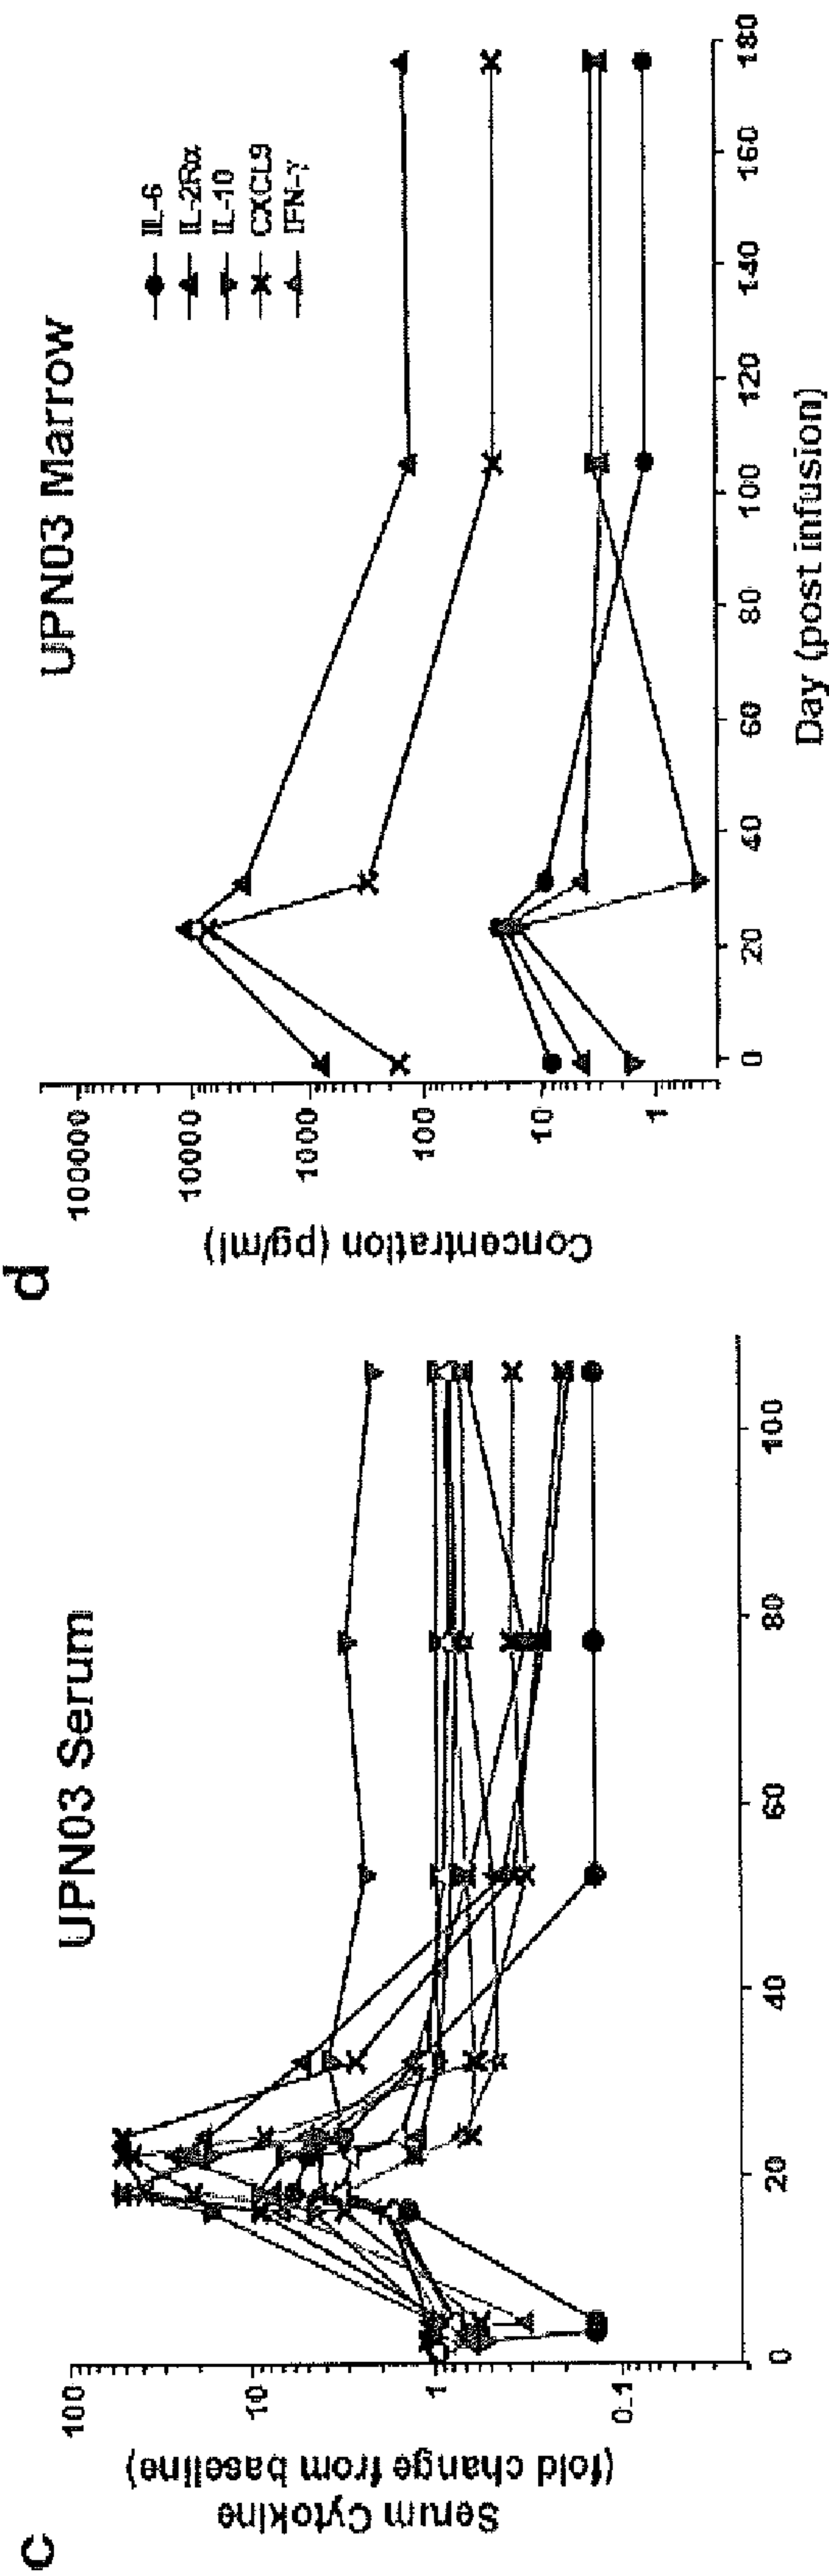 c
UPN03 Serum
Serum Cytokine
(fold change from baseline)
100
10
1
0.1
0
20
40
60
80
100
d
UPN03 Marrow
IL-6
IL-2Rα
IL-10
CXCL9
IFN-γ
Concentration (pg/ml)
100000
10000
1000
100
10
1
0
20
40
60
80
100
120
140
160
180
Day (post infusion)